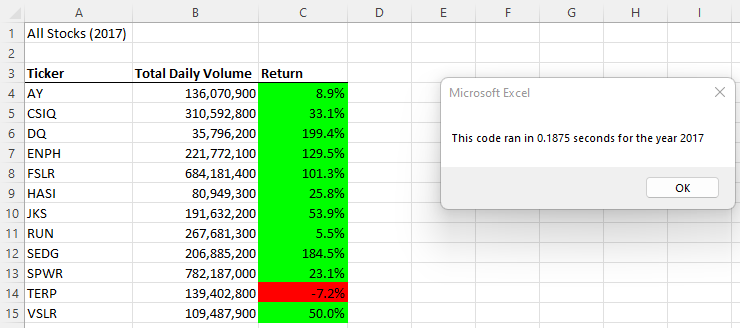 A B C D E F G H I
1 All Stocks (2017)
2
3 Ticker Total Daily Volume Return
4 AY 136,070,900 8.9%
5 CSIQ 310,592,800 33.1%
6 DQ 35,796,200 199.4%
7 ENPH 221,772,100 129.5%
8 FSLR 684,181,400 101.3%
9 HASI 80,949,300 25.8%
10 JKS 191,632,200 53.9%
11 RUN 267,681,300 5.5%
12 SEDG 206,885,200 184.5%
13 SPWR 782,187,000 23.1%
14 TERP 139,402,800 -7.2%
15 VSLR 109,487,900 50.0%
Microsoft Excel
This code ran in 0.1875 seconds for the year 2017
OK